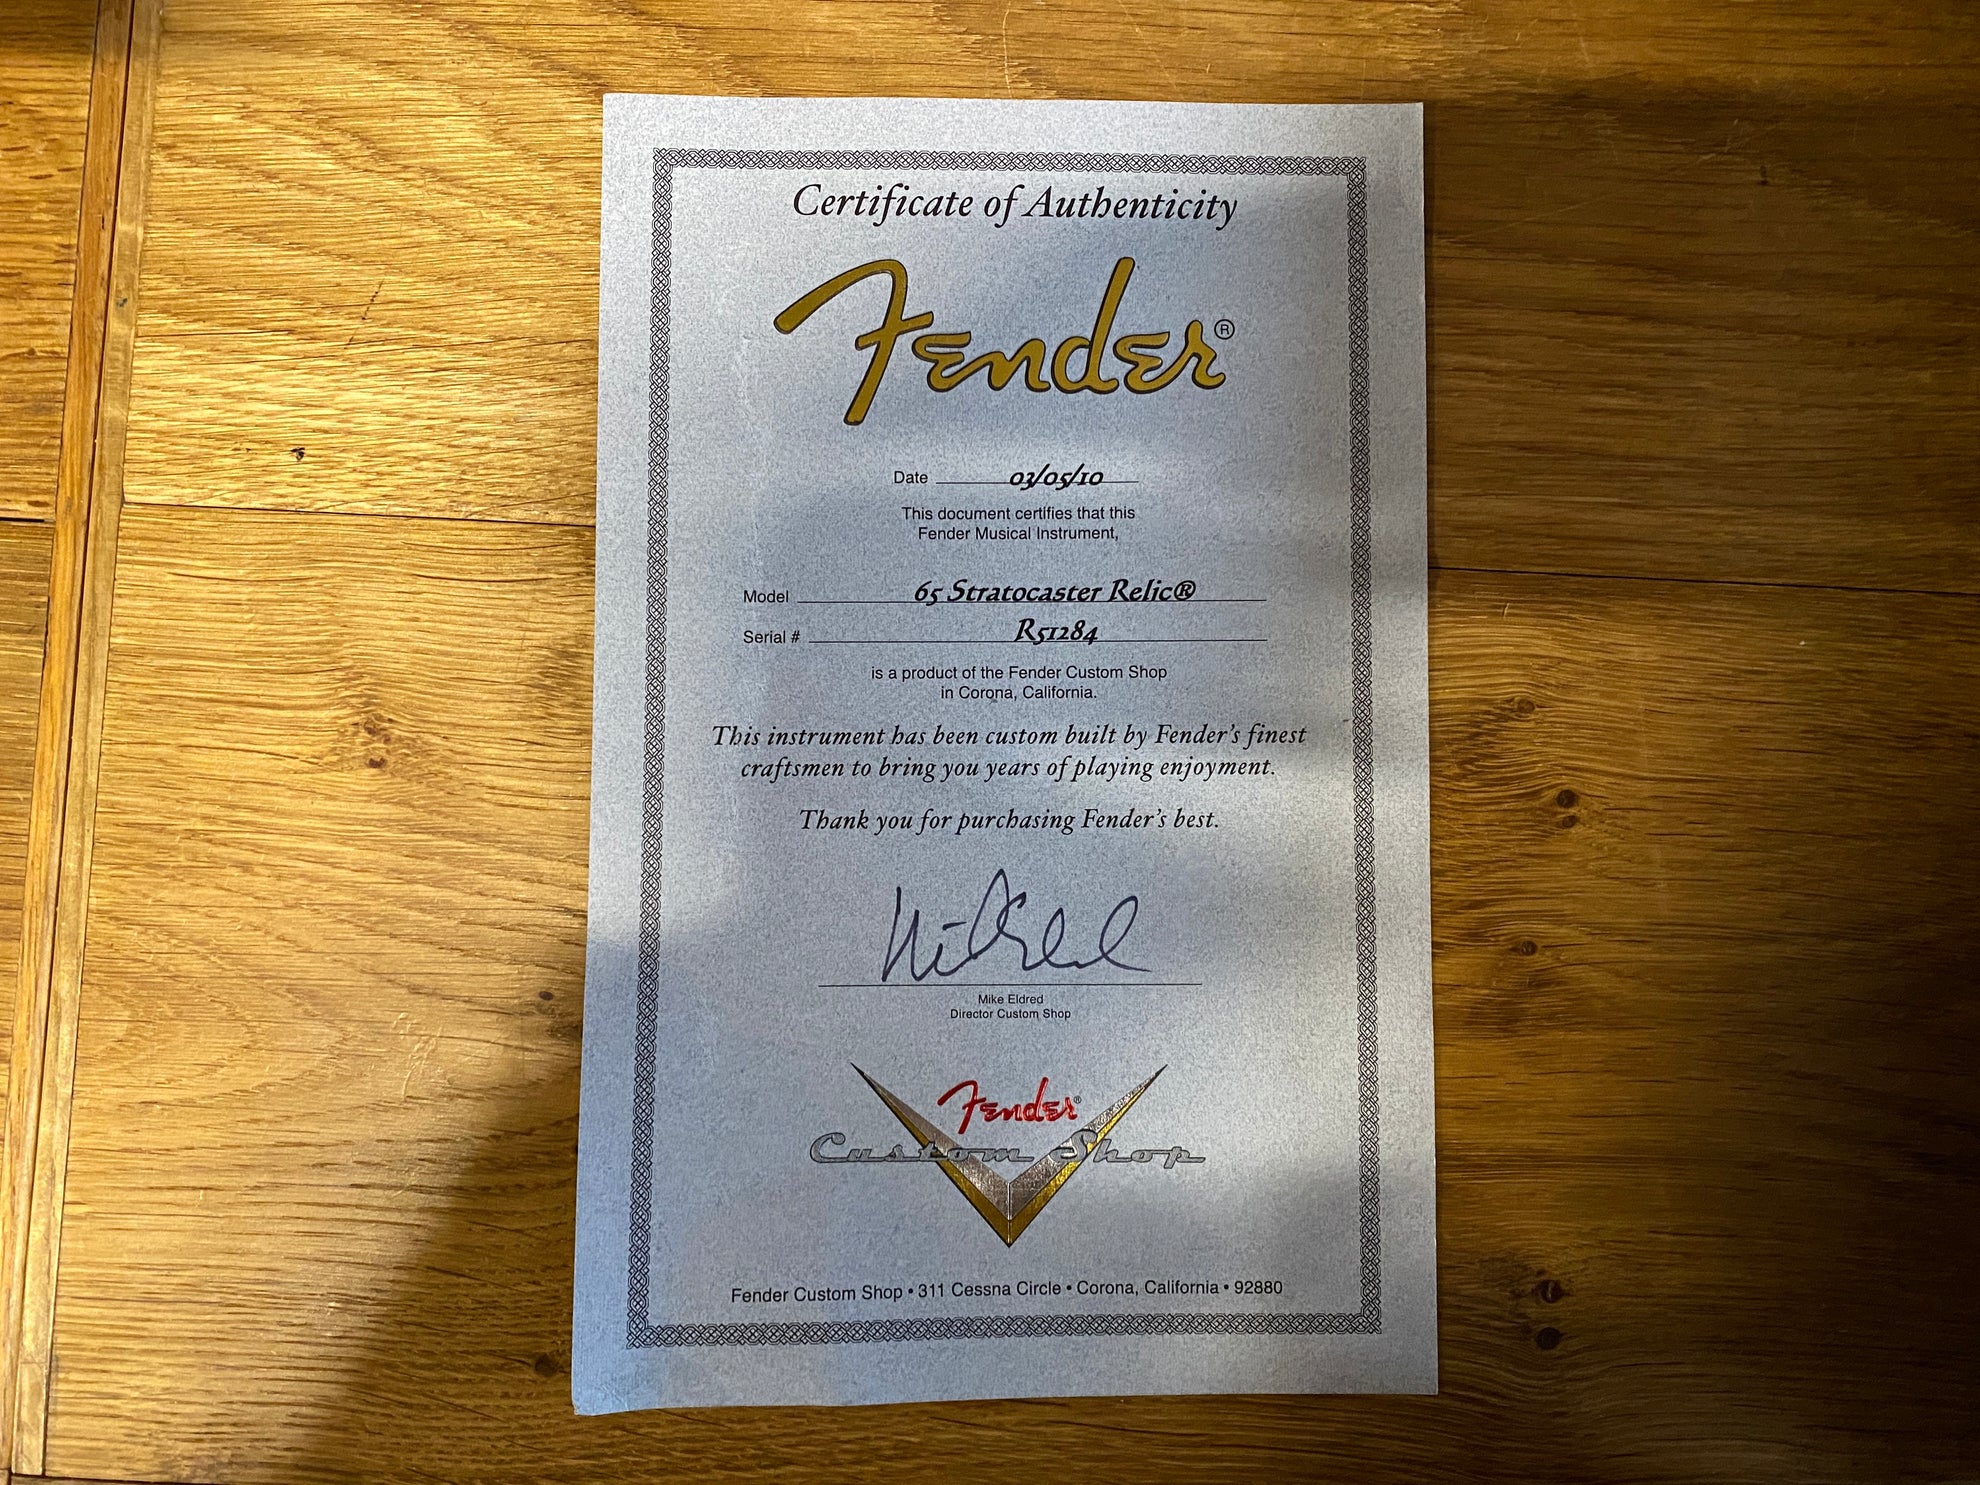 Certificate of Authenticity
Fender®
Date 03/05/10
This document certifies that this
Fender Musical Instrument,
Model 65 Stratocaster Relic®
Serial # R51284
is a product of the Fender Custom Shop
in Corona, California.
This instrument has been custom built by Fender's finest
craftsmen to bring you years of playing enjoyment.
Thank you for purchasing Fender's best.
Mike Eldred
Director Custom Shop
Fender®
Custom Shop
Fender Custom Shop • 311 Cessna Circle • Corona, California • 92880